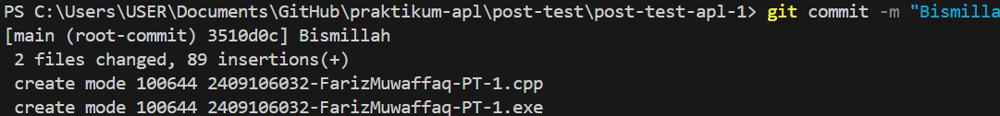 PS C:\Users\USER\Documents\GitHub\praktikum-apl\post-test\post-test-apl-1> git commit -m "Bismilla
[main (root-commit) 3510d0c] Bismillah
2 files changed, 89 insertions(+)
create mode 100644 2409106032-FarizMuwaffaq-PT-1.cpp
create mode 100644 2409106032-FarizMuwaffaq-PT-1.exe